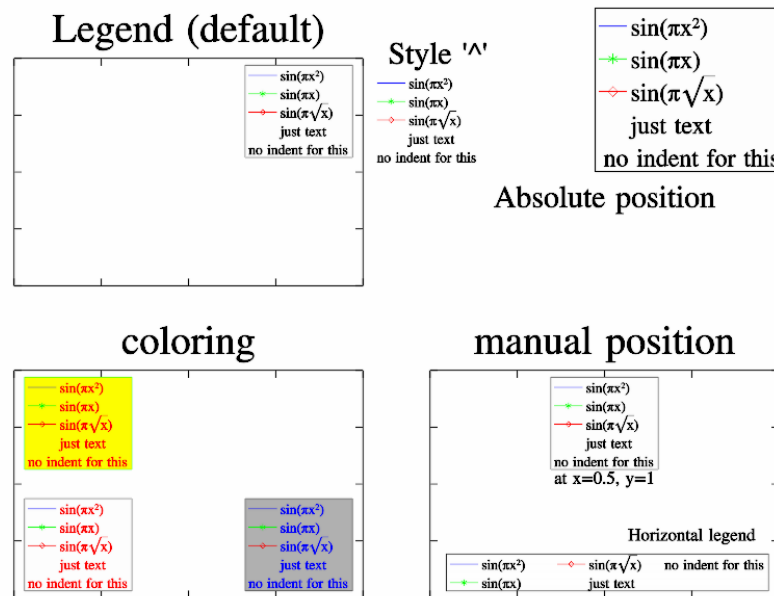 Legend (default)
sin(πx²)
sin(πx)
sin(π√x)
just text
no indent for this
Style '^'
sin(πx²)
sin(πx)
sin(π√x)
just text
no indent for this
sin(πx²)
sin(πx)
sin(π√x)
just text
no indent for this
Absolute position
coloring
sin(πx²)
sin(πx)
sin(π√x)
just text
no indent for this
sin(πx²)
sin(πx)
sin(π√x)
just text
no indent for this
sin(πx²)
sin(πx)
sin(π√x)
just text
no indent for this
manual position
sin(πx²)
sin(πx)
sin(π√x)
just text
no indent for this
at x=0.5, y=1
Horizontal legend
sin(πx²) sin(π√x) no indent for this
sin(πx) just text